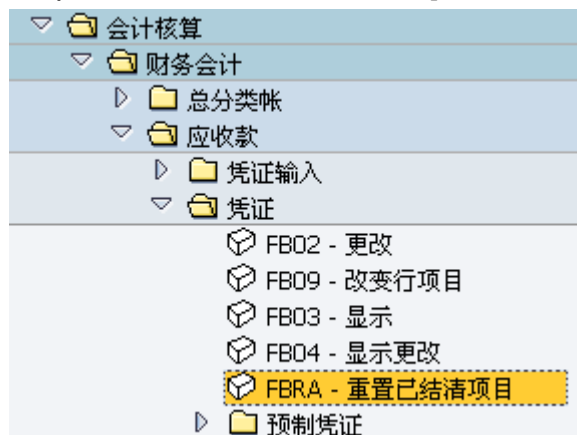 会计核算
财务会计
总分类帐
应收款
凭证输入
凭证
FB02 - 更改
FB09 - 改变行项目
FB03 - 显示
FB04 - 显示更改
FBRA - 重置已结清项目
预制凭证